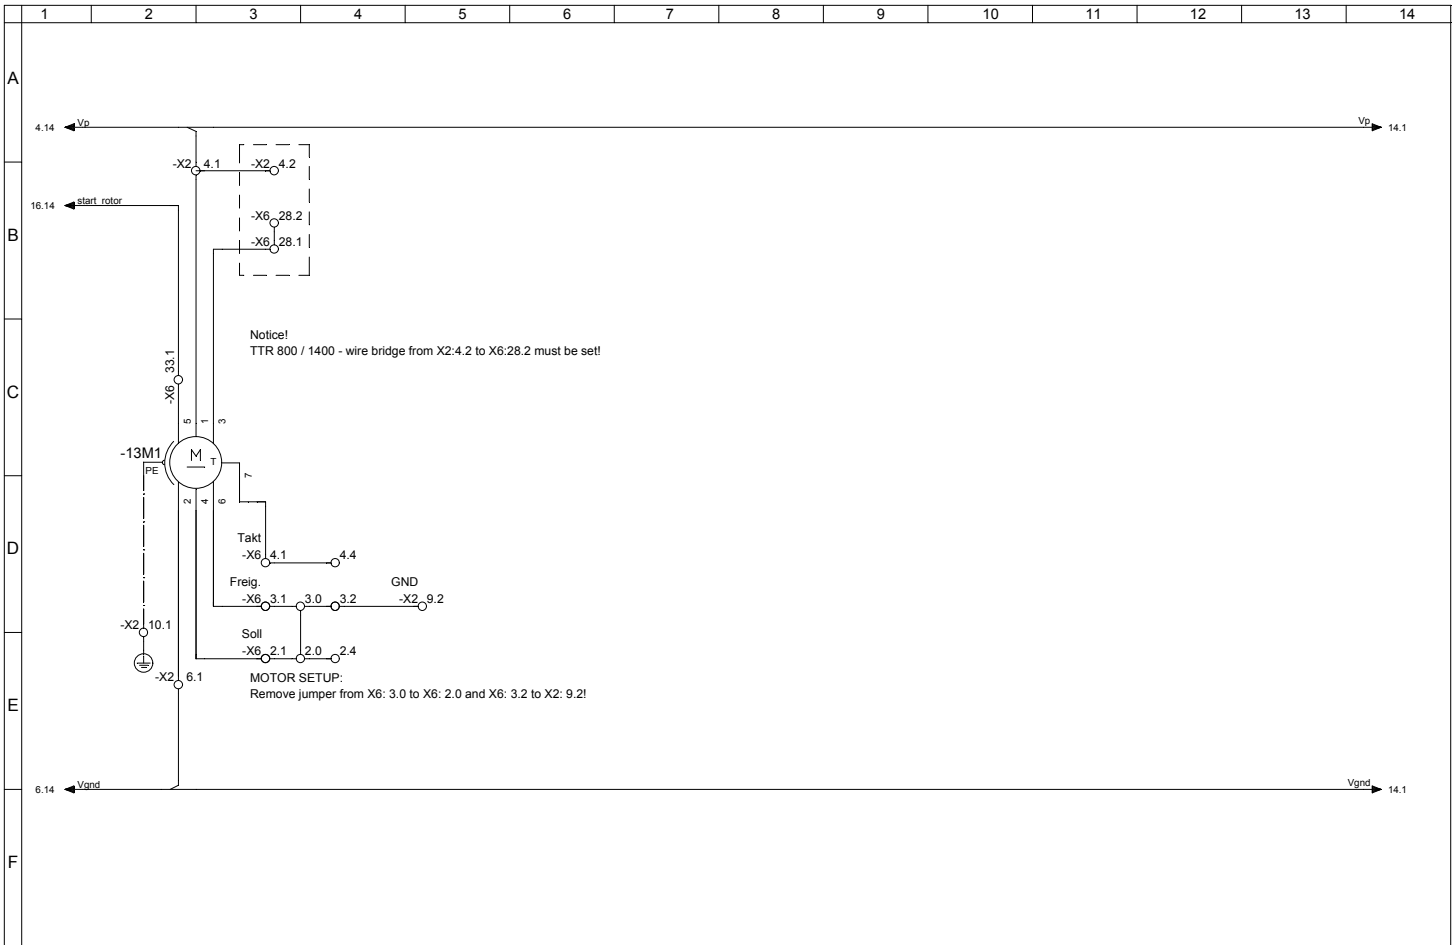 1 2 3 4 5 6 7 8 9 10 11 12 13 14
A
4.14 Vp Vp 14.1
-X2 4.1 -X2 4.2
16.14 start rotor
-X6 28.2
B
-X6 28.1
Notice!
TTR 800 / 1400 - wire bridge from X2:4.2 to X6:28.2 must be set!
-X6 33.1
C
5 1 3
-13M1 M T
PE
7
2 4 6
Takt
D
-X6 4.1 4.4
Freig. GND
-X6 3.1 3.0 3.2 -X2 9.2
-X2 10.1
Soll
-X6 2.1 2.0 2.4
-X2 6.1
MOTOR SETUP:
Remove jumper from X6: 3.0 to X6: 2.0 and X6: 3.2 to X2: 9.2!
E
6.14 Vgnd Vgnd 14.1
F